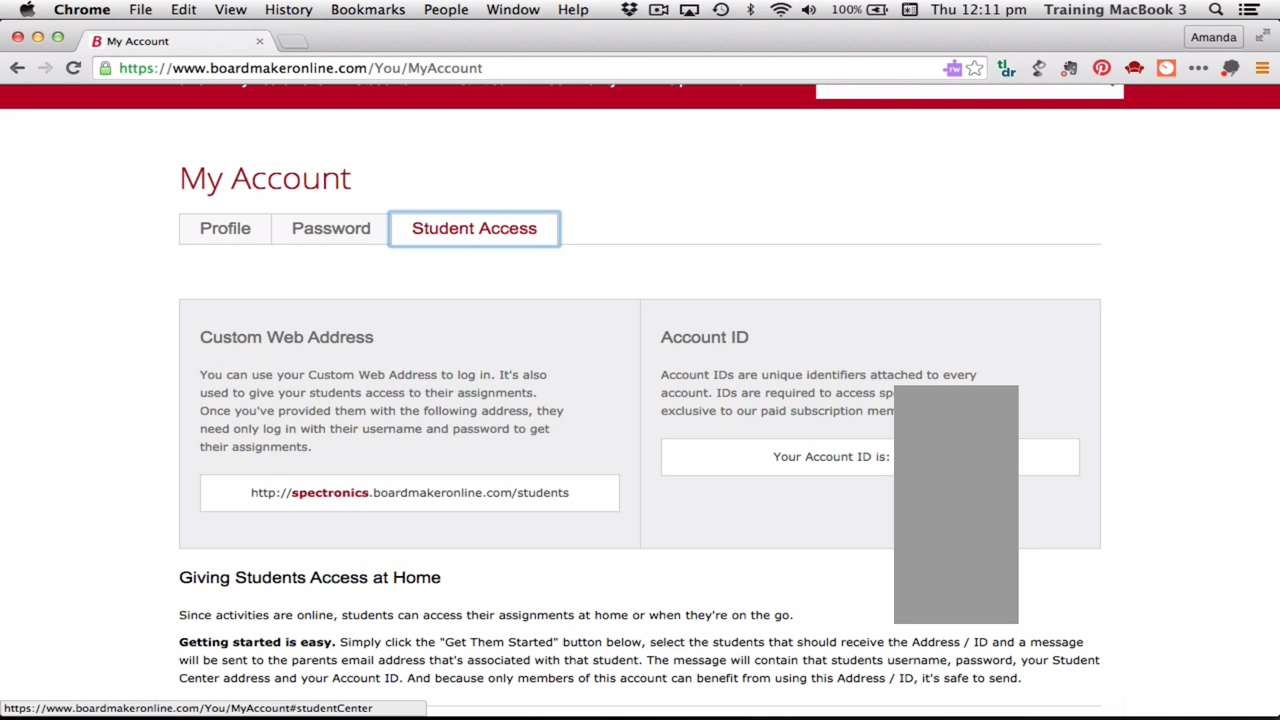 Chrome File Edit View History Bookmarks People Window Help 100% Thu 12:11 pm Training MacBook 3
B My Account × Amanda
https://www.boardmakeronline.com/You/MyAccount
rw tl;dr
My Account
Profile Password Student Access
Custom Web Address
You can use your Custom Web Address to log in. It's also
used to give your students access to their assignments.
Once you've provided them with the following address, they
need only log in with their username and password to get
their assignments.
http://spectronics.boardmakeronline.com/students
Account ID
Account IDs are unique identifiers attached to every
account. IDs are required to access
exclusive to our paid subscription
Your Account ID is:
Giving Students Access at Home
Since activities are online, students can access their assignments at home or when they're on the go.
Getting started is easy. Simply click the "Get Them Started" button below, select the students that should receive the Address / ID and a message
will be sent to the parents email address that's associated with that student. The message will contain that students username, password, your Student
Center address and your Account ID. And because only members of this account can benefit from using this Address / ID, it's safe to send.
https://www.boardmakeronline.com/You/MyAccount#studentCenter